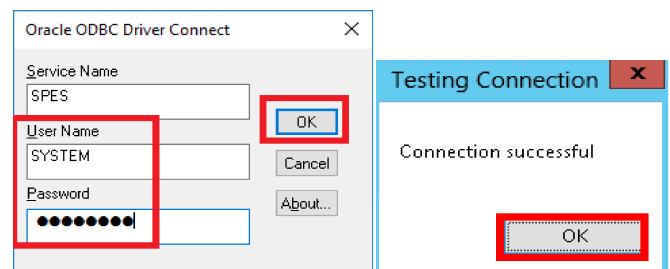 Oracle ODBC Driver Connect
Service Name
SPES
User Name
SYSTEM
Password
●●●●●●●●
OK
Cancel
About...
Testing Connection
x
Connection successful
OK